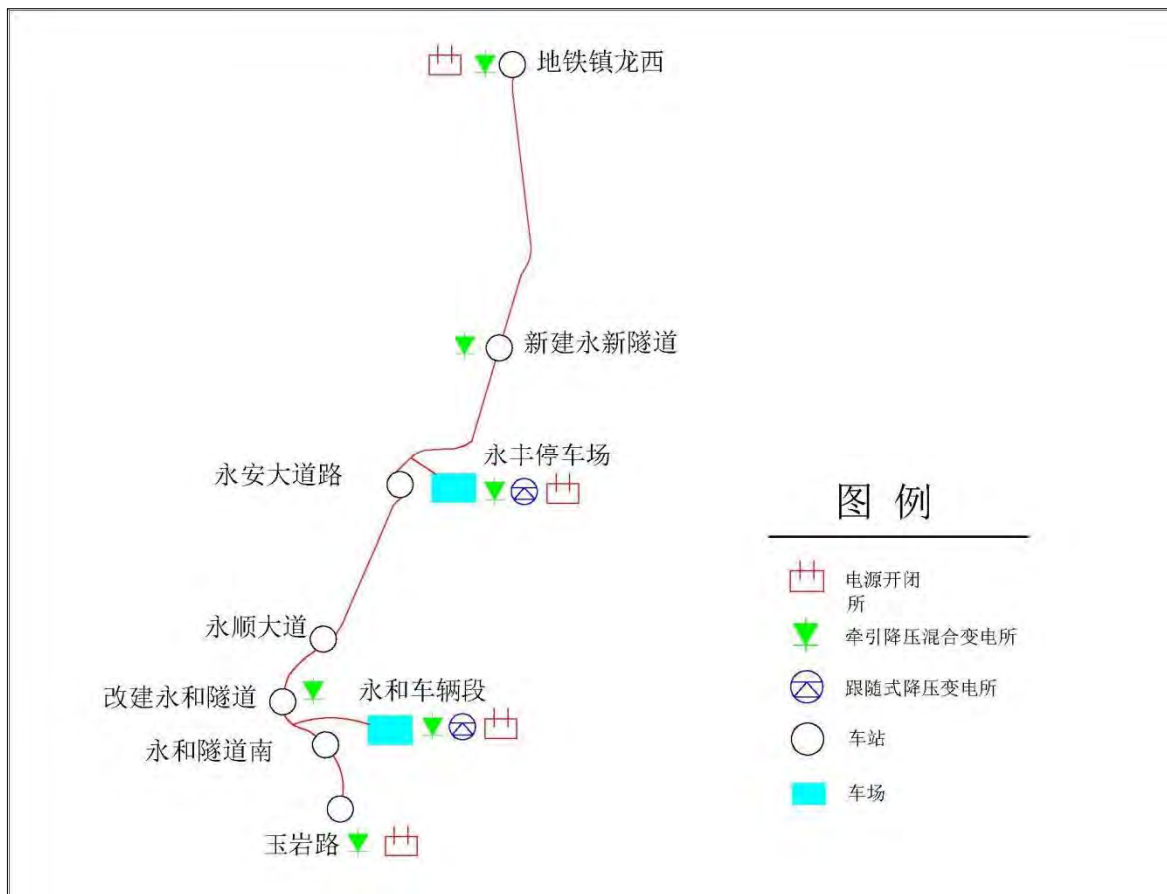 地铁镇龙西
新建永新隧道
永丰停车场
永安大道路
永顺大道
改建永和隧道
永和车辆段
永和隧道南
玉岩路
图 例
电源开闭
所
牵引降压混合变电所
跟随式降压变电所
车站
车场